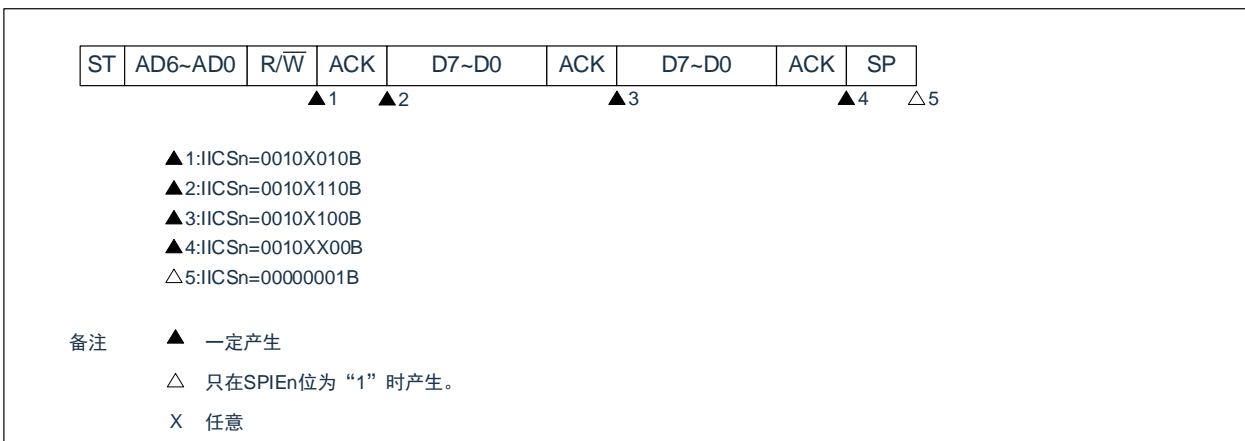 ST AD6~AD0 R/W̅ ACK D7~D0 ACK D7~D0 ACK SP
▲1 ▲2 ▲3 ▲4 △5
▲1:IICSn=0010X010B
▲2:IICSn=0010X110B
▲3:IICSn=0010X100B
▲4:IICSn=0010XX00B
△5:IICSn=00000001B
备注 ▲ 一定产生
△ 只在SPIEn位为“1”时产生。
X 任意